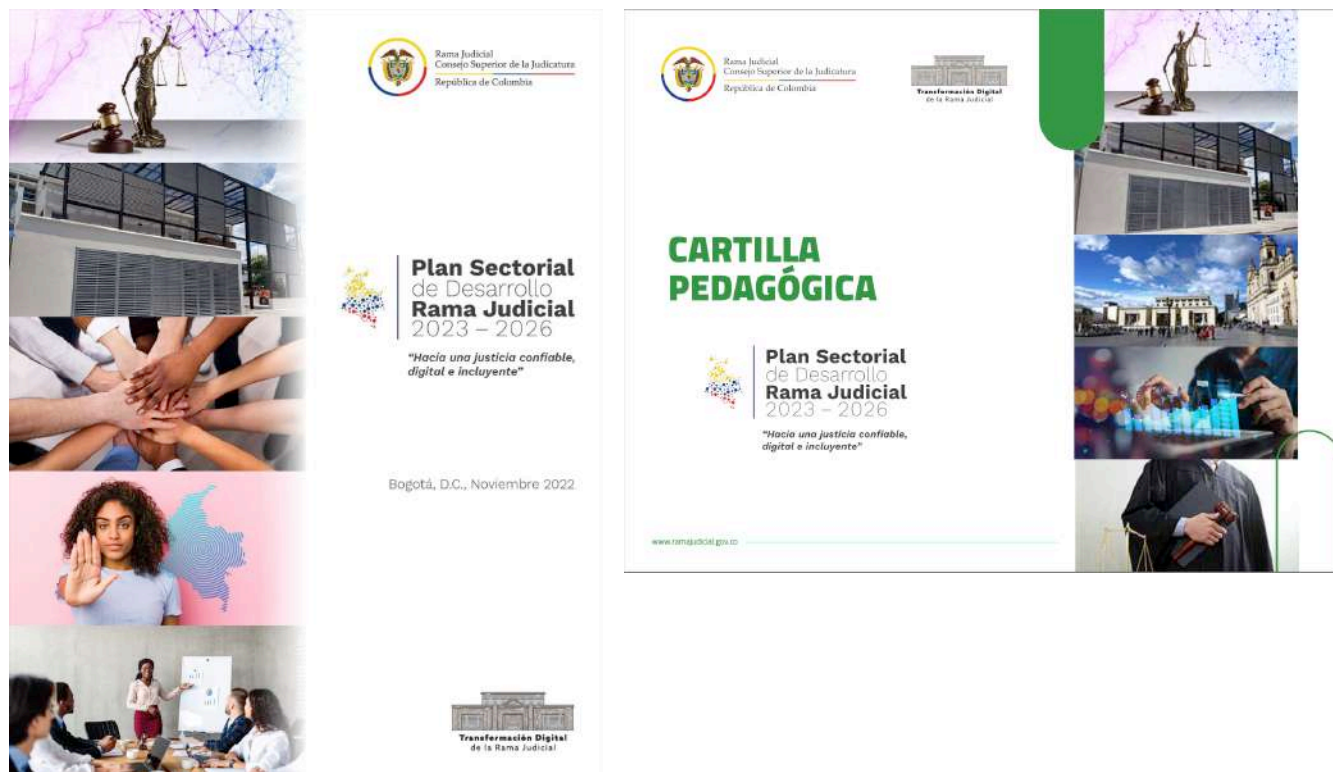 Rama Judicial
Consejo Superior de la Judicatura
República de Colombia
Plan Sectorial
de Desarrollo
Rama Judicial
2023 – 2026
“Hacia una justicia confiable,
digital e incluyente”
Bogotá, D.C., Noviembre 2022
Transformación Digital
de la Rama Judicial
Rama Judicial
Consejo Superior de la Judicatura
República de Colombia
Transformación Digital
de la Rama Judicial
CARTILLA
PEDAGÓGICA
Plan Sectorial
de Desarrollo
Rama Judicial
2023 – 2026
“Hacia una justicia confiable,
digital e incluyente”
www.ramajudicial.gov.co